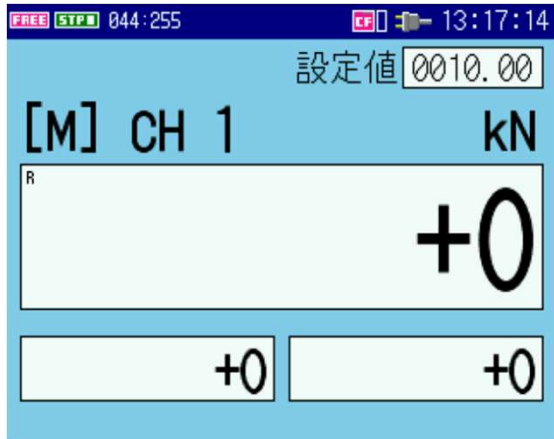 FREE STP 044:255 CF 13:17:14
設定値 0010.00
[M] CH 1 kN
R
+0
+0 +0